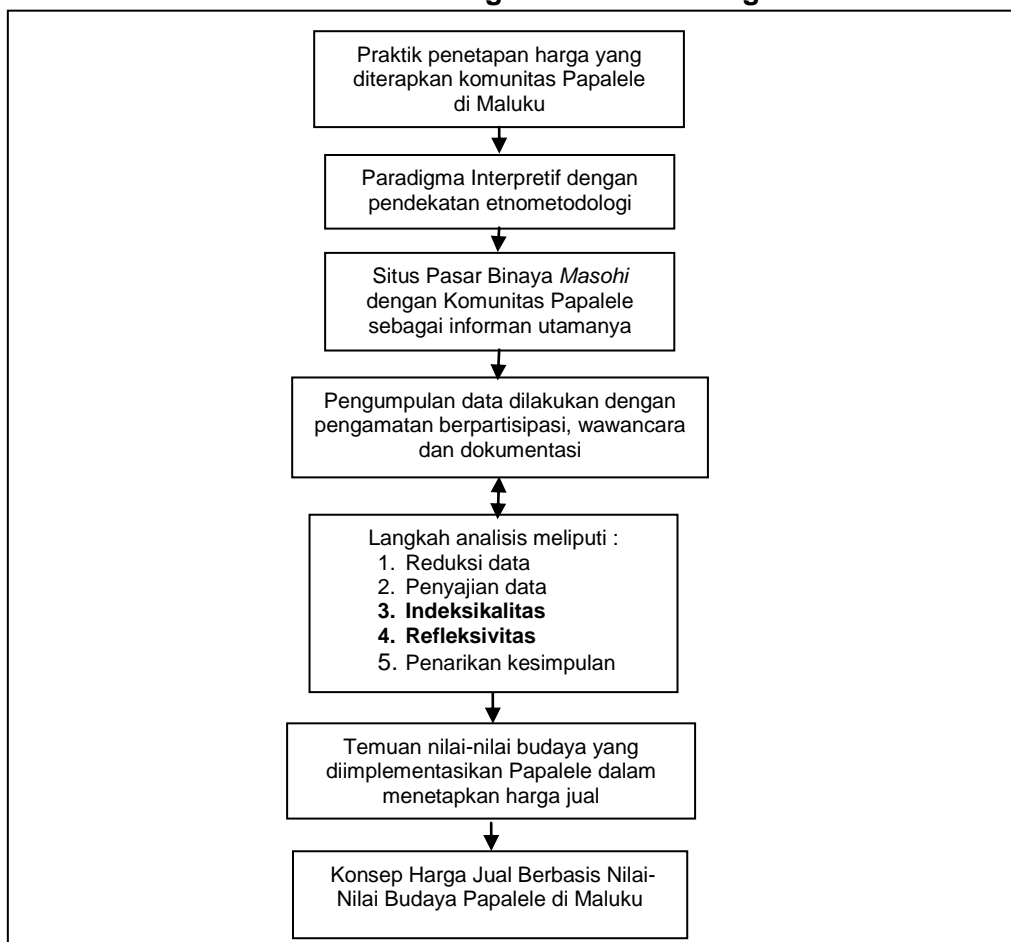 Praktik penetapan harga yang
diterapkan komunitas Papalele
di Maluku
Paradigma Interpretif dengan
pendekatan etnometodologi
Situs Pasar Binaya Masohi
dengan Komunitas Papalele
sebagai informan utamanya
Pengumpulan data dilakukan dengan
pengamatan berpartisipasi, wawancara
dan dokumentasi
Langkah analisis meliputi :
1. Reduksi data
2. Penyajian data
3. Indeksikalitas
4. Refleksivitas
5. Penarikan kesimpulan
Temuan nilai-nilai budaya yang
diimplementasikan Papalele dalam
menetapkan harga jual
Konsep Harga Jual Berbasis Nilai-
Nilai Budaya Papalele di Maluku